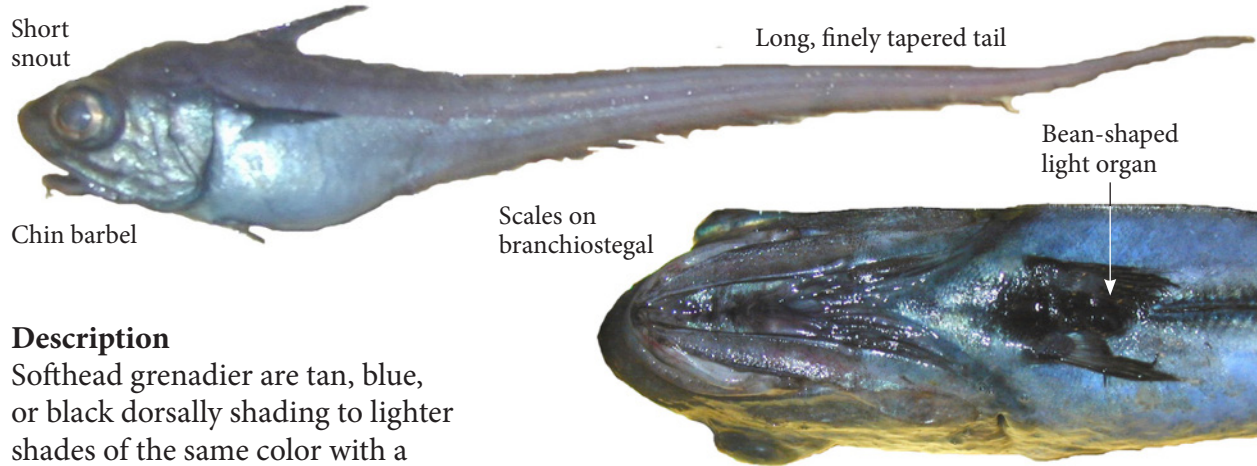 Short
snout
Long, finely tapered tail
Bean-shaped
light organ
Chin barbel
Scales on
branchiostegal
Description
Softhead grenadier are tan, blue,
or black dorsally shading to lighter
shades of the same color with a